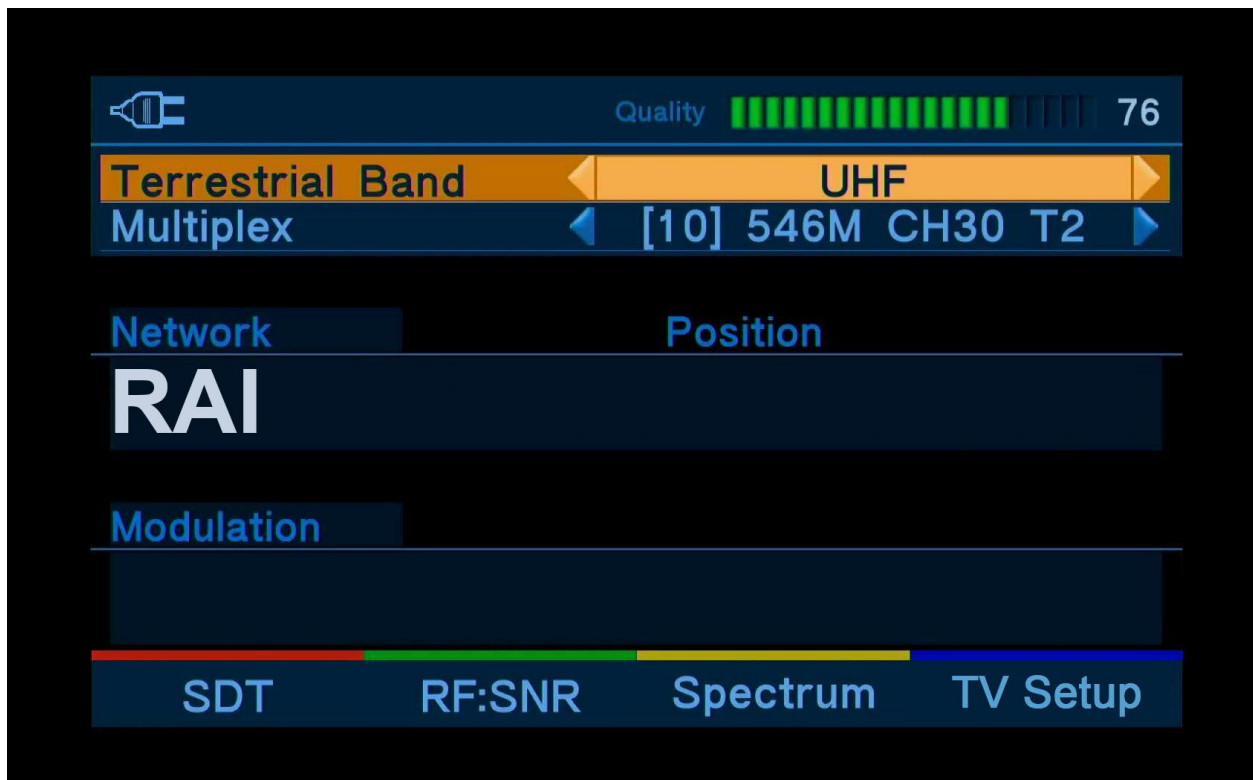 Quality 76
Terrestrial Band UHF
Multiplex [10] 546M CH30 T2
Network Position
RAI
Modulation
SDT RF:SNR Spectrum TV Setup